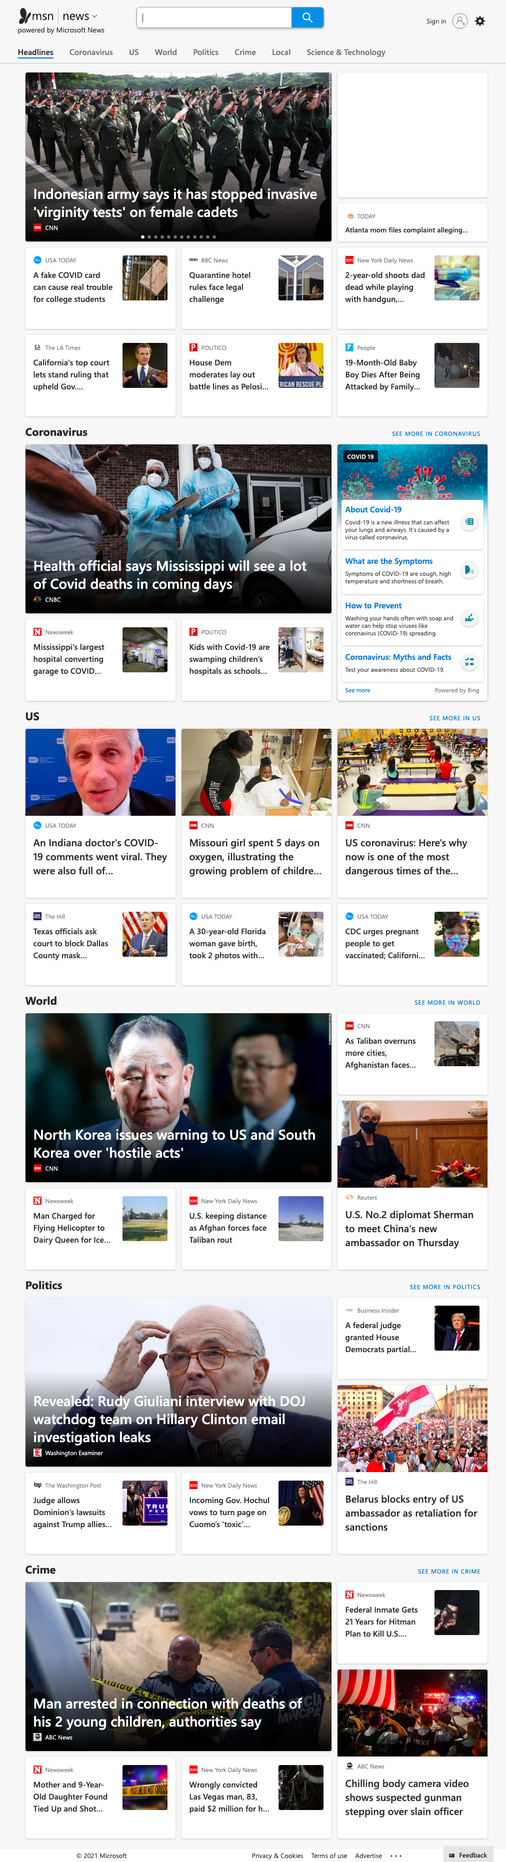 msn | news
powered by Microsoft News
Sign in
Headlines Coronavirus US World Politics Crime Local Science & Technology
Indonesian army says it has stopped invasive
'virginity tests' on female cadets
CNN
TODAY
Atlanta mom files complaint alleging...
USA TODAY
A fake COVID card
can cause real trouble
for college students
BBC News
Quarantine hotel
rules face legal
challenge
New York Daily News
2-year-old shoots dad
dead while playing
with handgun,...
The LA Times
California's top court
lets stand ruling that
upheld Gov....
POLITICO
House Dem
moderates lay out
battle lines as Pelosi...
RICAN RESCUE PL
People
19-Month-Old Baby
Boy Dies After Being
Attacked by Family...
Coronavirus
SEE MORE IN CORONAVIRUS
Health official says Mississippi will see a lot
of Covid deaths in coming days
CNBC
COVID 19
About Covid-19
Covid-19 is a new illness that can affect
your lungs and airways. It's caused by a
virus called coronavirus.
What are the Symptoms
Symptoms of COVID-19 are cough, high
temperature and shortness of breath.
How to Prevent
Washing your hands often with soap and
water can help stop viruses like
coronavirus (COVID-19) spreading.
Coronavirus: Myths and Facts
Test your awareness about COVID-19.
See more
Powered by Bing
Newsweek
Mississippi's largest
hospital converting
garage to COVID...
POLITICO
Kids with Covid-19 are
swamping children's
hospitals as schools...
US
SEE MORE IN US
USA TODAY
An Indiana doctor's COVID-
19 comments went viral. They
were also full of...
CNN
Missouri girl spent 5 days on
oxygen, illustrating the
growing problem of childre...
CNN
US coronavirus: Here's why
now is one of the most
dangerous times of the...
The Hill
Texas officials ask
court to block Dallas
County mask...
USA TODAY
A 30-year-old Florida
woman gave birth,
took 2 photos with...
USA TODAY
CDC urges pregnant
people to get
vaccinated; Californi...
World
SEE MORE IN WORLD
North Korea issues warning to US and South
Korea over 'hostile acts'
CNN
CNN
As Taliban overruns
more cities,
Afghanistan faces...
Reuters
U.S. No.2 diplomat Sherman
to meet China's new
ambassador on Thursday
Newsweek
Man Charged for
Flying Helicopter to
Dairy Queen for Ice...
New York Daily News
U.S. keeping distance
as Afghan forces face
Taliban rout
Politics
SEE MORE IN POLITICS
Revealed: Rudy Giuliani interview with DOJ
watchdog team on Hillary Clinton email
investigation leaks
Washington Examiner
Business Insider
A federal judge
granted House
Democrats partial...
The Hill
Belarus blocks entry of US
ambassador as retaliation for
sanctions
The Washington Post
Judge allows
Dominion's lawsuits
against Trump allies...
TRUM
PEN
New York Daily News
Incoming Gov. Hochul
vows to turn page on
Cuomo's 'toxic'...
Crime
SEE MORE IN CRIME
Man arrested in connection with deaths of
his 2 young children, authorities say
ABC News
Newsweek
Federal Inmate Gets
21 Years for Hitman
Plan to Kill U.S....
ABC News
Chilling body camera video
shows suspected gunman
stepping over slain officer
Newsweek
Mother and 9-Year-
Old Daughter Found
Tied Up and Shot...
New York Daily News
Wrongly convicted
Las Vegas man, 83,
paid $2 million for h...
© 2021 Microsoft
Privacy & Cookies Terms of use Advertise ...
Feedback